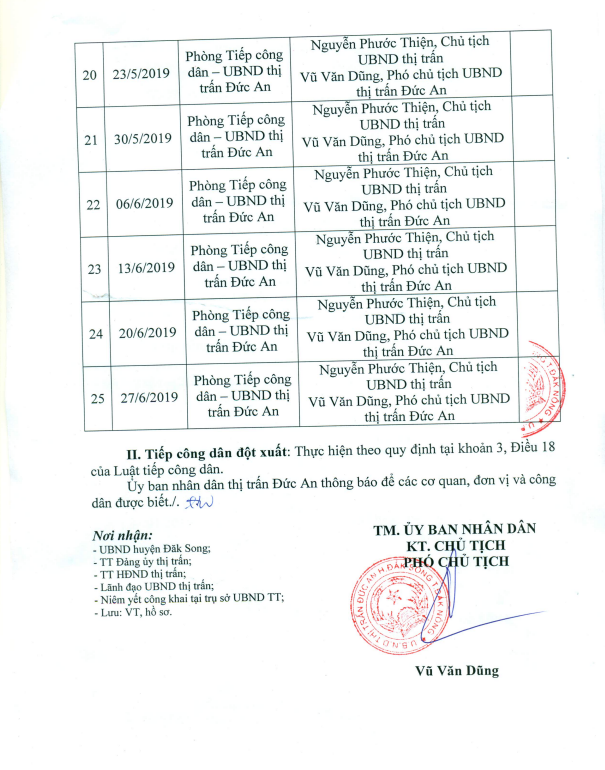 20 23/5/2019 Phòng Tiếp công dân – UBND thị trấn Đức An Nguyễn Phước Thiện, Chủ tịch UBND thị trấn Vũ Văn Dũng, Phó chủ tịch UBND thị trấn Đức An
21 30/5/2019 Phòng Tiếp công dân – UBND thị trấn Đức An Nguyễn Phước Thiện, Chủ tịch UBND thị trấn Vũ Văn Dũng, Phó chủ tịch UBND thị trấn Đức An
22 06/6/2019 Phòng Tiếp công dân – UBND thị trấn Đức An Nguyễn Phước Thiện, Chủ tịch UBND thị trấn Vũ Văn Dũng, Phó chủ tịch UBND thị trấn Đức An
23 13/6/2019 Phòng Tiếp công dân – UBND thị trấn Đức An Nguyễn Phước Thiện, Chủ tịch UBND thị trấn Vũ Văn Dũng, Phó chủ tịch UBND thị trấn Đức An
24 20/6/2019 Phòng Tiếp công dân – UBND thị trấn Đức An Nguyễn Phước Thiện, Chủ tịch UBND thị trấn Vũ Văn Dũng, Phó chủ tịch UBND thị trấn Đức An
25 27/6/2019 Phòng Tiếp công dân – UBND thị trấn Đức An Nguyễn Phước Thiện, Chủ tịch UBND thị trấn Vũ Văn Dũng, Phó chủ tịch UBND thị trấn Đức An
II. Tiếp công dân đột xuất: Thực hiện theo quy định tại khoản 3, Điều 18
của Luật tiếp công dân.
Ủy ban nhân dân thị trấn Đức An thông báo để các cơ quan, đơn vị và công
dân được biết./.
Nơi nhận:
- UBND huyện Đăk Song;
- TT Đảng ủy thị trấn;
- TT HĐND thị trấn;
- Lãnh đạo UBND thị trấn;
- Niêm yết công khai tại trụ sở UBND TT;
- Lưu: VT, hồ sơ.
TM. ỦY BAN NHÂN DÂN
KT. CHỦ TỊCH
PHÓ CHỦ TỊCH
U.B.N.D THỊ TRẤN ĐỨC AN H.ĐĂK SONG T.ĐĂK NÔNG
Vũ Văn Dũng